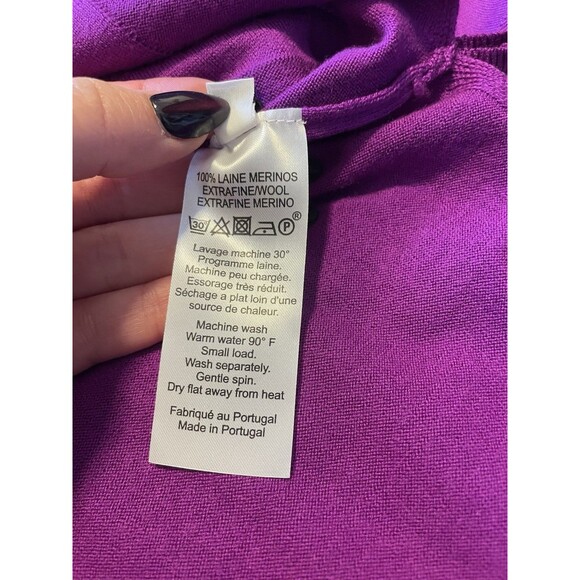 100% LAINE MERINOS
EXTRAFINE/WOOL
EXTRAFINE MERINO
30° P ®
Lavage machine 30°
Programme laine.
Machine peu chargée.
Essorage très réduit.
Séchage a plat loin d'une
source de chaleur.
Machine wash
Warm water 90° F
Small load.
Wash separately.
Gentle spin.
Dry flat away from heat
Fabriqué au Portugal
Made in Portugal